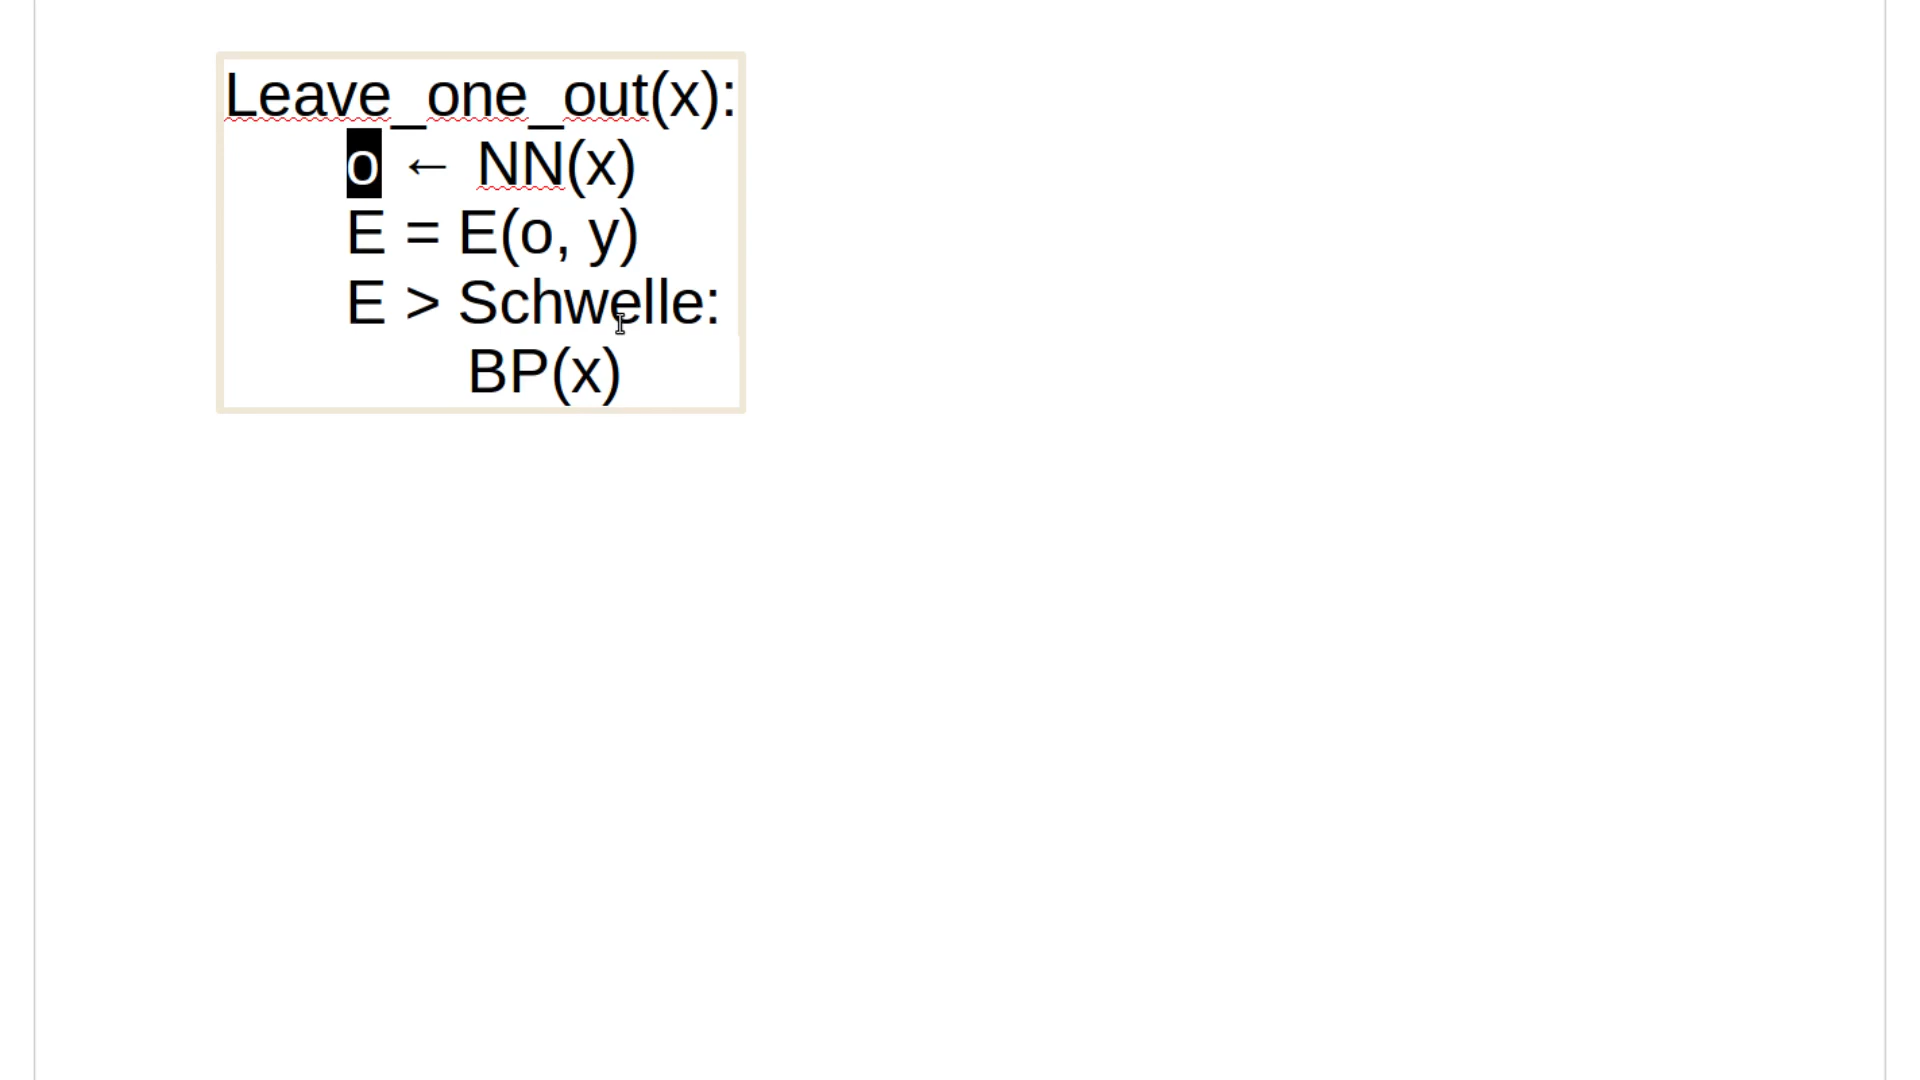 Leave_one_out(x):
o ← NN(x)
E = E(o, y)
E > Schwelle:
BP(x)